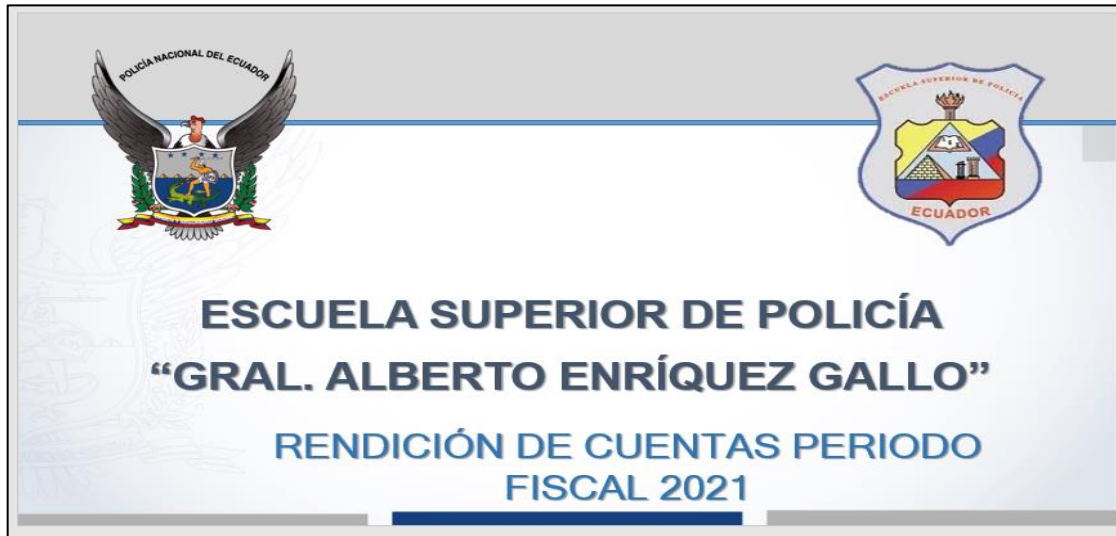 POLICÍA NACIONAL DEL ECUADOR
ESCUELA SUPERIOR DE POLICIA
ECUADOR
ESCUELA SUPERIOR DE POLICÍA
“GRAL. ALBERTO ENRÍQUEZ GALLO”
RENDICIÓN DE CUENTAS PERIODO
FISCAL 2021